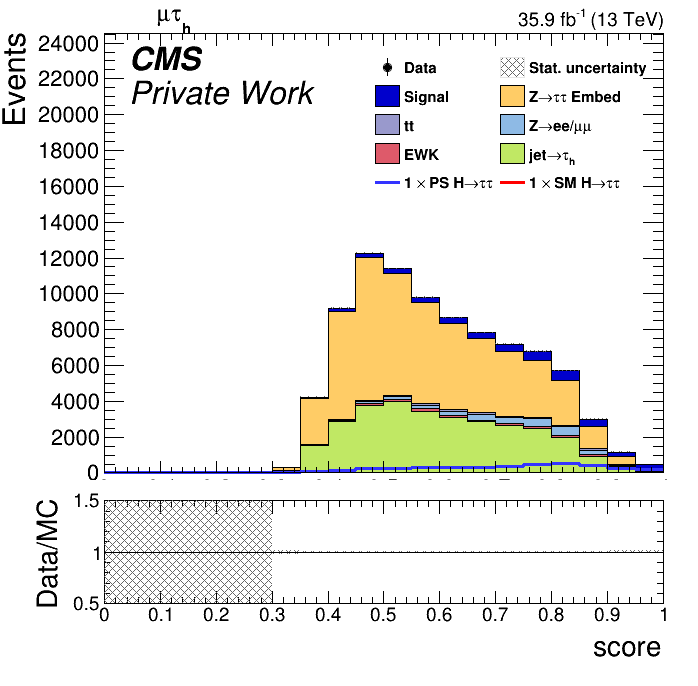 μτh
35.9 fb-1 (13 TeV)
Events
24000
22000
20000
18000
16000
14000
12000
10000
8000
6000
4000
2000
0
CMS
Private Work
Data
Stat. uncertainty
Signal
Z→ττ Embed
tt
Z→ee/μμ
EWK
jet→τh
1 × PS H→ττ
1 × SM H→ττ
Data/MC
1.5
1
0.5
0 0.1 0.2 0.3 0.4 0.5 0.6 0.7 0.8 0.9 1
score